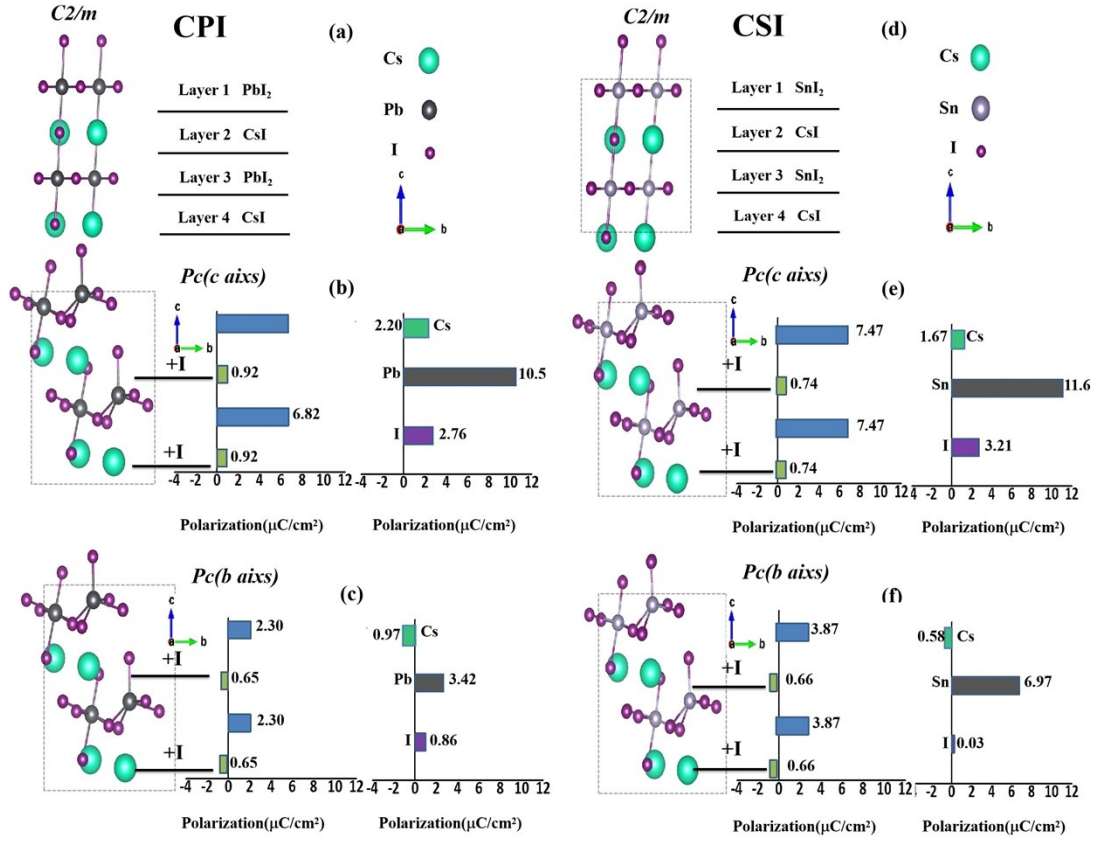 C2/m
CPI
(a)
Cs
Layer 1 PbI₂
Layer 2 CsI
Pb
Layer 3 PbI₂
I
Layer 4 CsI
c
a
b
C2/m
CSI
(d)
Cs
Layer 1 SnI₂
Layer 2 CsI
Sn
Layer 3 SnI₂
I
Layer 4 CsI
c
a
b
Pc(c aixs)
(b)
c
a
b
+I
0.92
6.82
+I
0.92
-4 -2 0 2 4 6 8 10 12
Polarization(μC/cm²)
2.20 Cs
Pb 10.5
I 2.76
-4 -2 0 2 4 6 8 10 12
Polarization(μC/cm²)
Pc(c aixs)
(e)
c
a
b
7.47
+I
0.74
7.47
+I
0.74
-4 -2 0 2 4 6 8 10 12
Polarization(μC/cm²)
1.67 Cs
Sn 11.6
I 3.21
-2 0 2 4 6 8 10 12
Polarization(μC/cm²)
Pc(b aixs)
(c)
c
a
b
2.30
+I
0.65
2.30
+I
0.65
-4 -2 0 2 4 6 8 10 12
Polarization(μC/cm²)
0.97 Cs
Pb 3.42
I 0.86
-4 -2 0 2 4 6 8 10 12
Polarization(μC/cm²)
Pc(b aixs)
(f)
c
a
b
3.87
+I
0.66
3.87
+I
0.66
-4 -2 0 2 4 6 8 10 12
Polarization(μC/cm²)
0.58 Cs
Sn 6.97
I 0.03
-2 0 2 4 6 8 10 12
Polarization(μC/cm²)